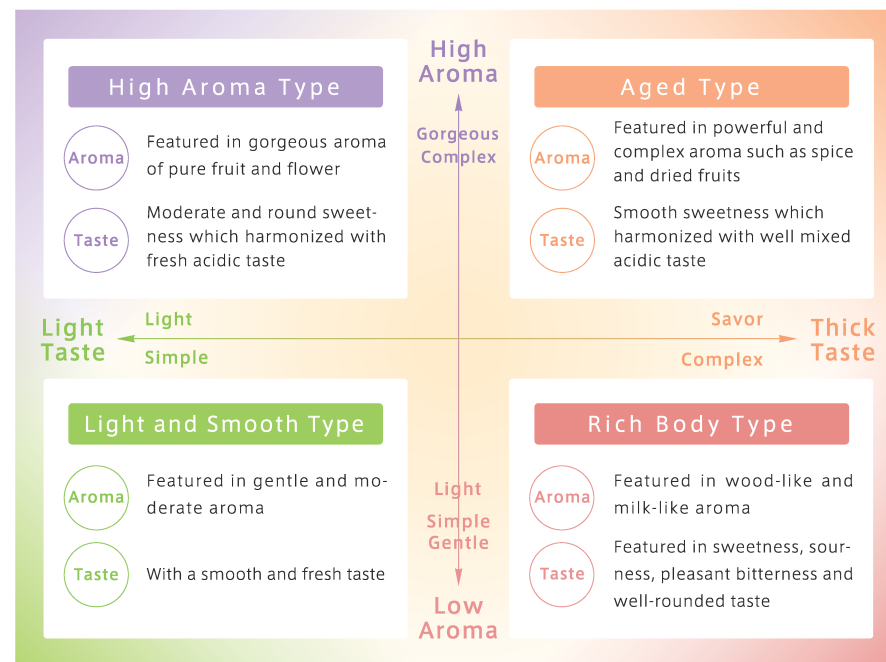 High
Aroma
Gorgeous
Complex
High Aroma Type
Aroma
Featured in gorgeous aroma
of pure fruit and flower
Taste
Moderate and round sweet-
ness which harmonized with
fresh acidic taste
Aged Type
Aroma
Featured in powerful and
complex aroma such as spice
and dried fruits
Taste
Smooth sweetness which
harmonized with well mixed
acidic taste
Light
Taste
Light
Simple
Savor
Complex
Thick
Taste
Light and Smooth Type
Aroma
Featured in gentle and mo-
derate aroma
Taste
With a smooth and fresh taste
Rich Body Type
Aroma
Featured in wood-like and
milk-like aroma
Taste
Featured in sweetness, sour-
ness, pleasant bitterness and
well-rounded taste
Light
Simple
Gentle
Low
Aroma